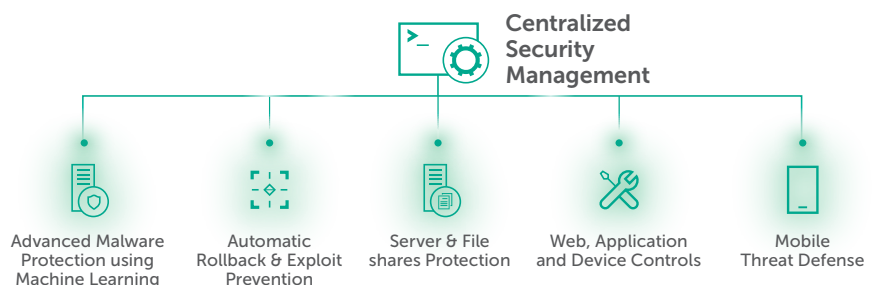 >_
Centralized
Security
Management
Advanced Malware
Protection using
Machine Learning
Automatic
Rollback & Exploit
Prevention
Server & File
shares Protection
Web, Application
and Device Controls
Mobile
Threat Defense